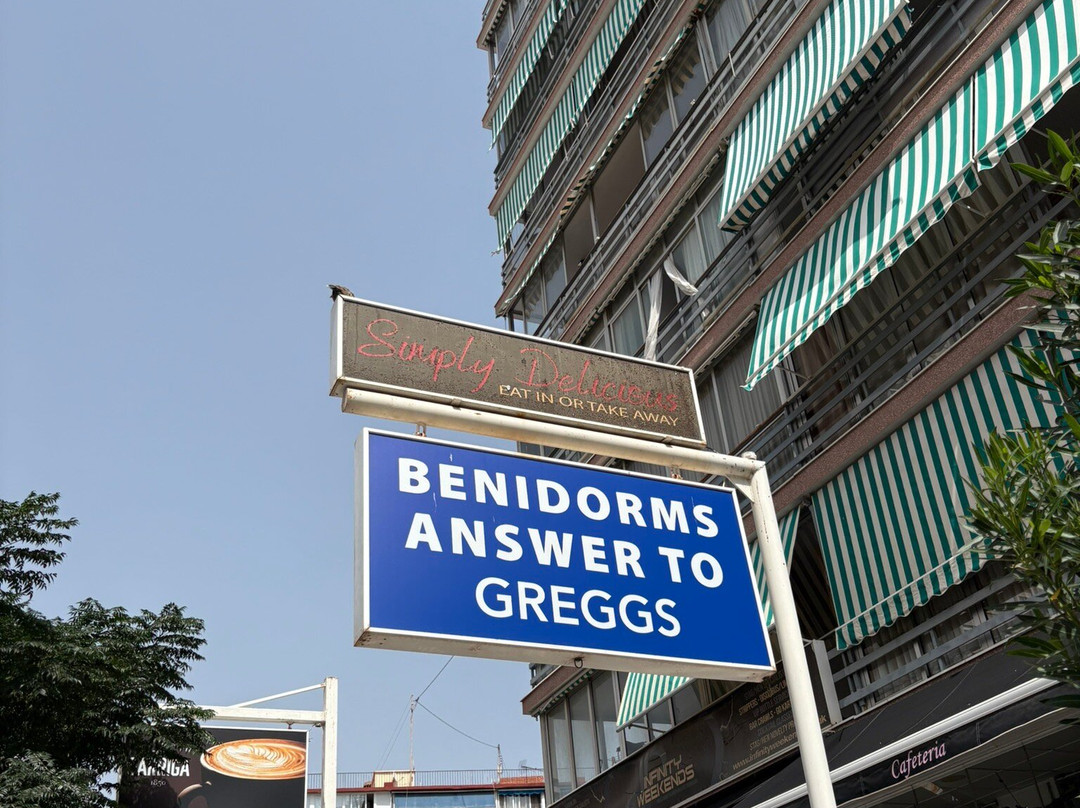 Simply Delicious
EAT IN OR TAKE AWAY
BENIDORMS
ANSWER TO
GREGGS
INFINITY
WEEKENDS
Cafeteria